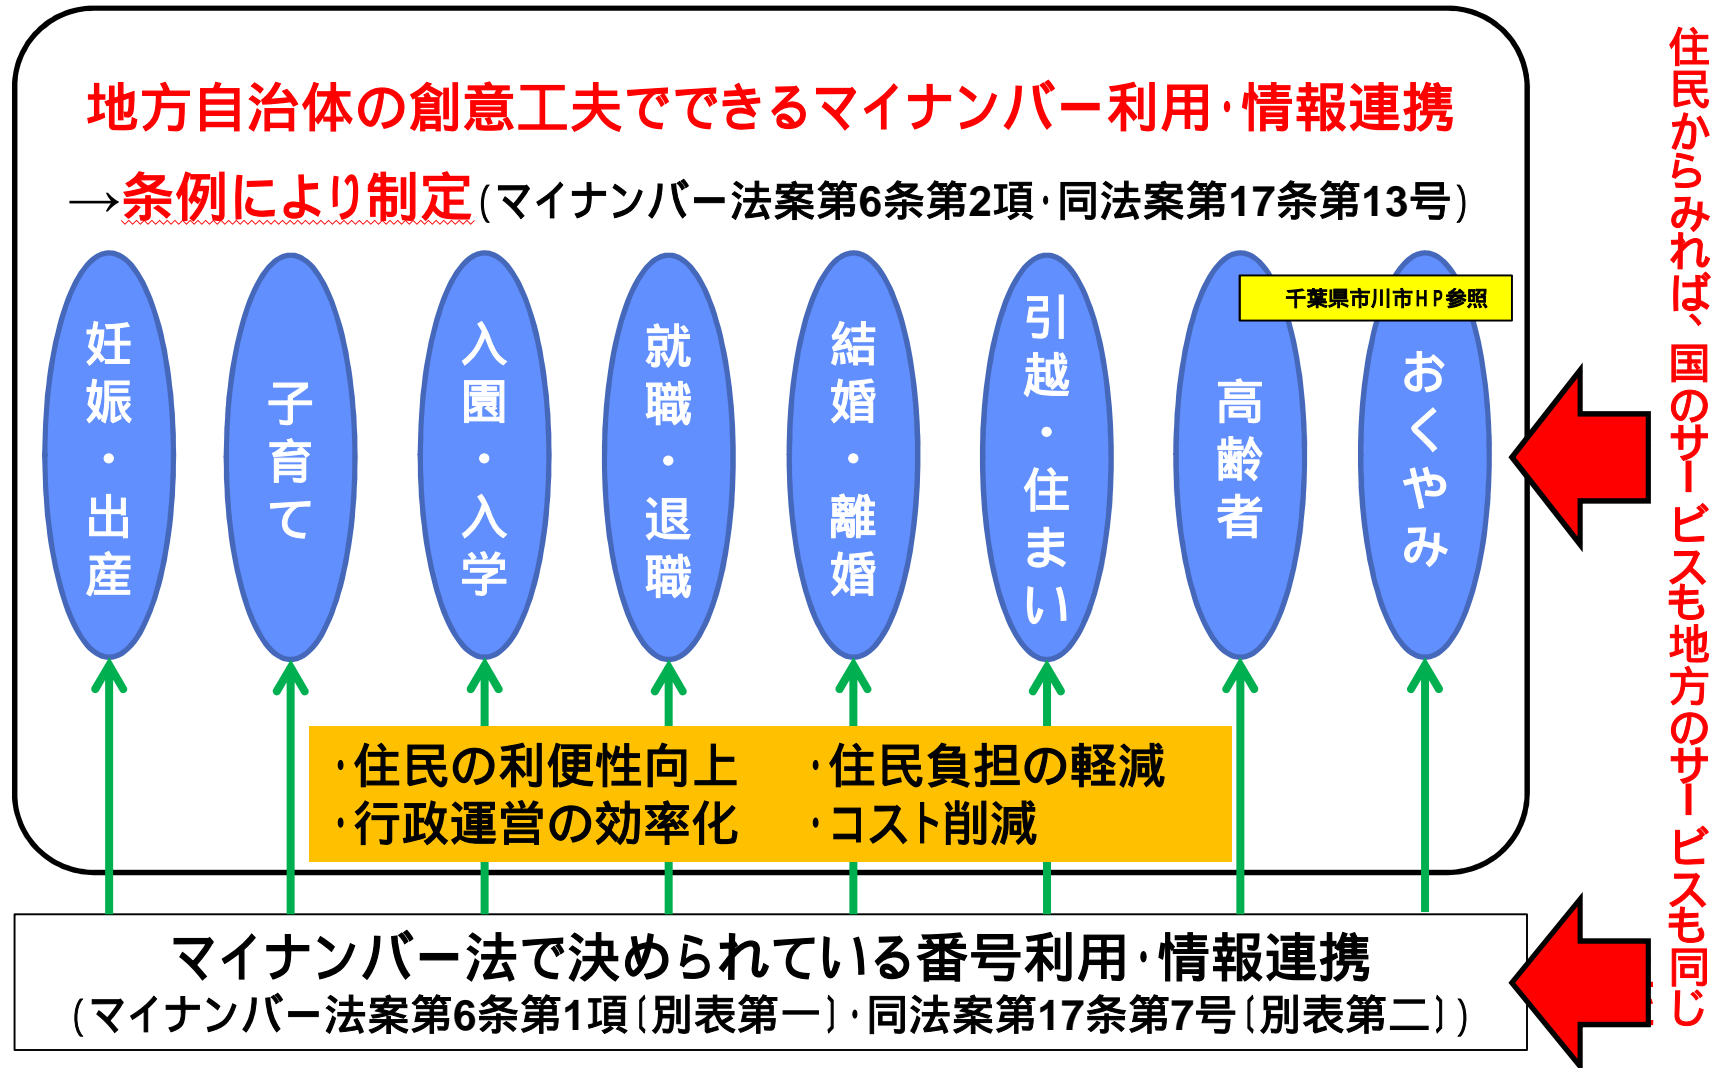 地方自治体の創意工夫でできるマイナンバー利用・情報連携
→条例により制定(マイナンバー法案第6条第2項・同法案第17条第13号)
妊娠・出産
子育て
入園・入学
就職・退職
結婚・離婚
引越・住まい
高齢者
おくやみ
千葉県市川市HP参照
・住民の利便性向上 ・住民負担の軽減
・行政運営の効率化 ・コスト削減
マイナンバー法で決められている番号利用・情報連携
(マイナンバー法案第6条第1項〔別表第一〕・同法案第17条第7号〔別表第二〕)
住民からみれば、国のサービスも地方のサービスも同じ